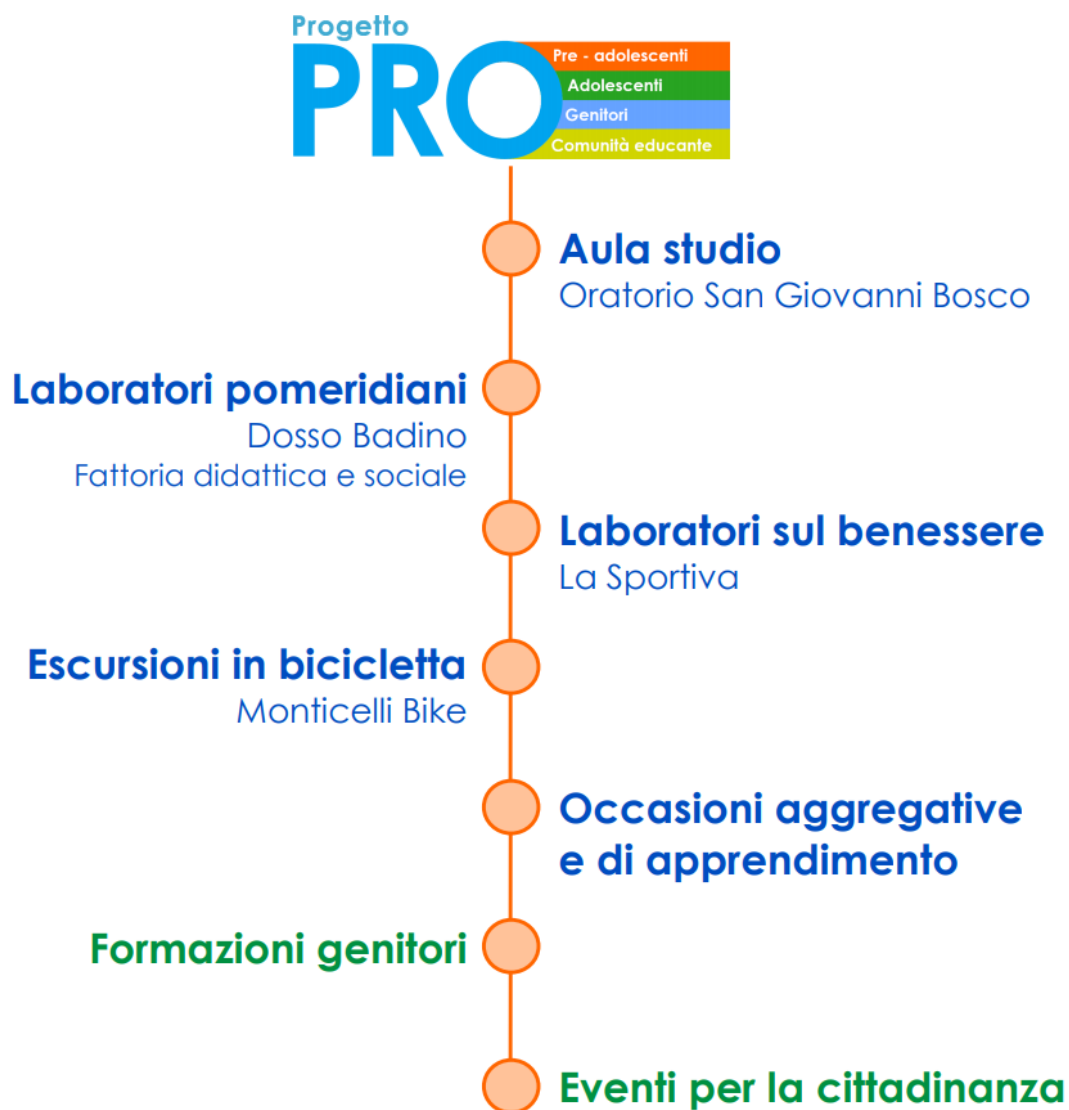 Progetto
PRO
Pre - adolescenti
Adolescenti
Genitori
Comunità educante
Aula studio
Oratorio San Giovanni Bosco
Laboratori pomeridiani
Dosso Badino
Fattoria didattica e sociale
Laboratori sul benessere
La Sportiva
Escursioni in bicicletta
Monticelli Bike
Occasioni aggregative
e di apprendimento
Formazioni genitori
Eventi per la cittadinanza